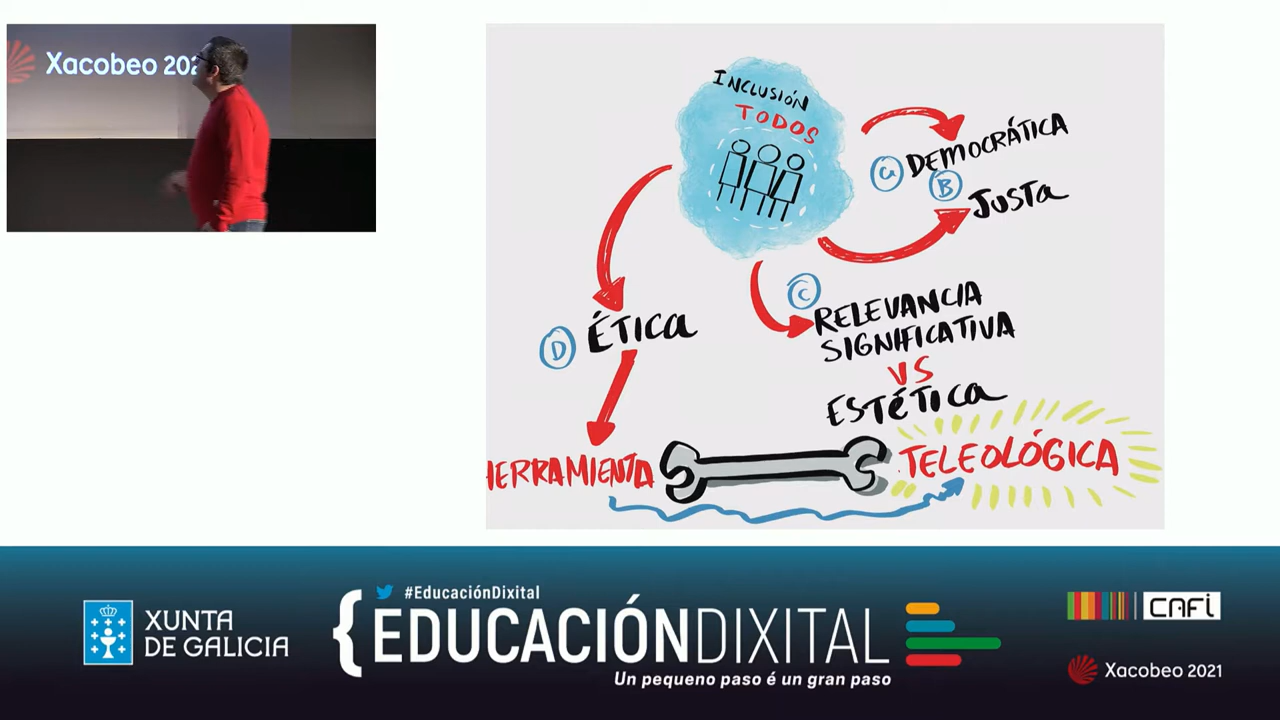 Xacobeo 202
INCLUSIÓN
TODOS
a DEMOCRÁTICA
B JUSTA
C RELEVANCIA
SIGNIFICATIVA
VS
ESTÉTICA
D ÉTICA
HERRAMIENTA
TELEOLÓGICA
XUNTA
DE GALICIA
#EducaciónDixital
{EDUCACIÓNDIXITAL
Un pequeno paso é un gran paso
CAFi
Xacobeo 2021